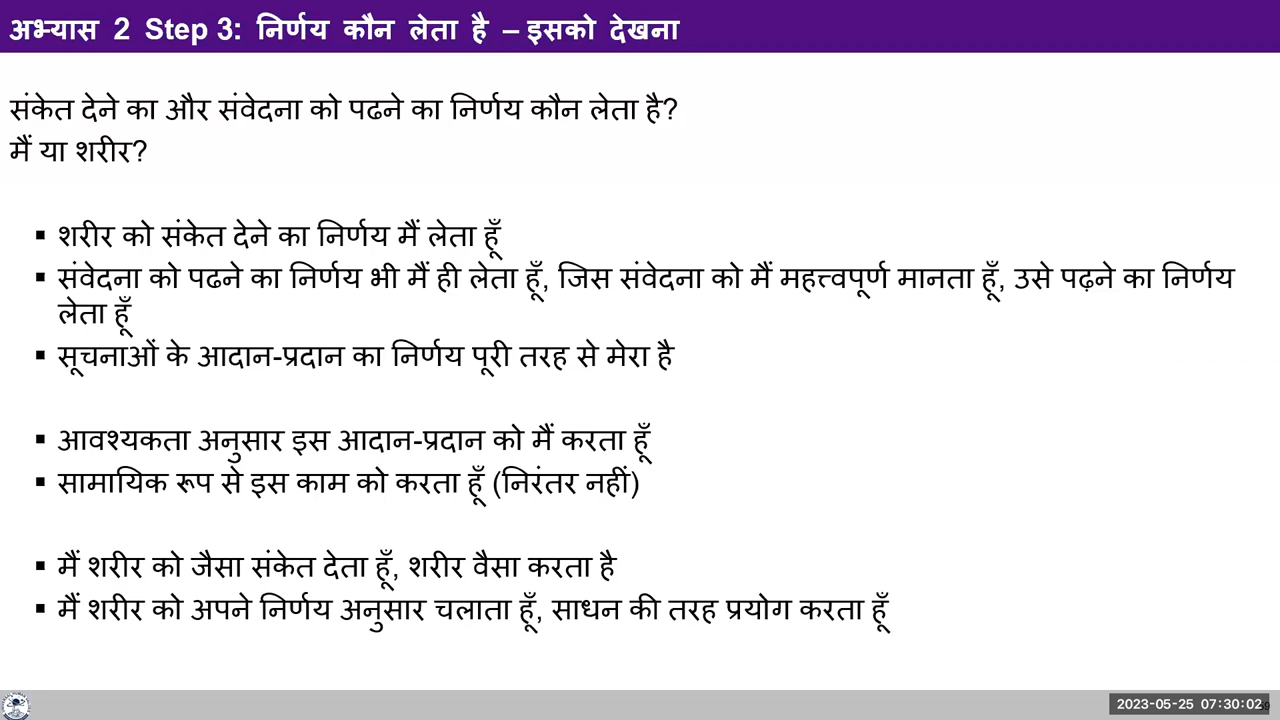 अभ्यास 2 Step 3: निर्णय कौन लेता है – इसको देखना
संकेत देने का और संवेदना को पढने का निर्णय कौन लेता है?
मैं या शरीर?
▪ शरीर को संकेत देने का निर्णय मैं लेता हूँ
▪ संवेदना को पढने का निर्णय भी मैं ही लेता हूँ, जिस संवेदना को मैं महत्त्वपूर्ण मानता हूँ, उसे पढ़ने का निर्णय
लेता हूँ
▪ सूचनाओं के आदान-प्रदान का निर्णय पूरी तरह से मेरा है
▪ आवश्यकता अनुसार इस आदान-प्रदान को मैं करता हूँ
▪ सामायिक रूप से इस काम को करता हूँ (निरंतर नहीं)
▪ मैं शरीर को जैसा संकेत देता हूँ, शरीर वैसा करता है
▪ मैं शरीर को अपने निर्णय अनुसार चलाता हूँ, साधन की तरह प्रयोग करता हूँ
2023-05-25 07:30:02